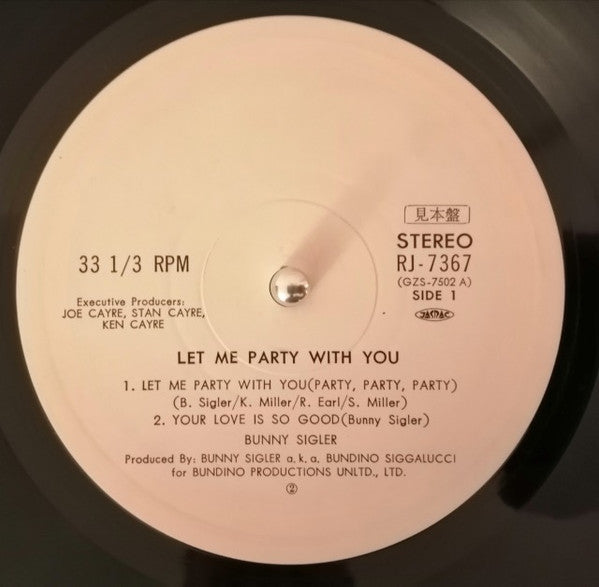 見本盤
STEREO
33 1/3 RPM
RJ-7367
(GZS-7502 A)
SIDE 1
JASRAC
Executive Producers:
JOE CAYRE, STAN CAYRE,
KEN CAYRE
LET ME PARTY WITH YOU
1. LET ME PARTY WITH YOU(PARTY, PARTY, PARTY)
(B. Sigler/K. Miller/R. Earl/S. Miller)
2. YOUR LOVE IS SO GOOD(Bunny Sigler)
BUNNY SIGLER
Produced By: BUNNY SIGLER a.k.a. BUNDINO SIGGALUCCI
for BUNDINO PRODUCTIONS UNLTD., LTD.
②